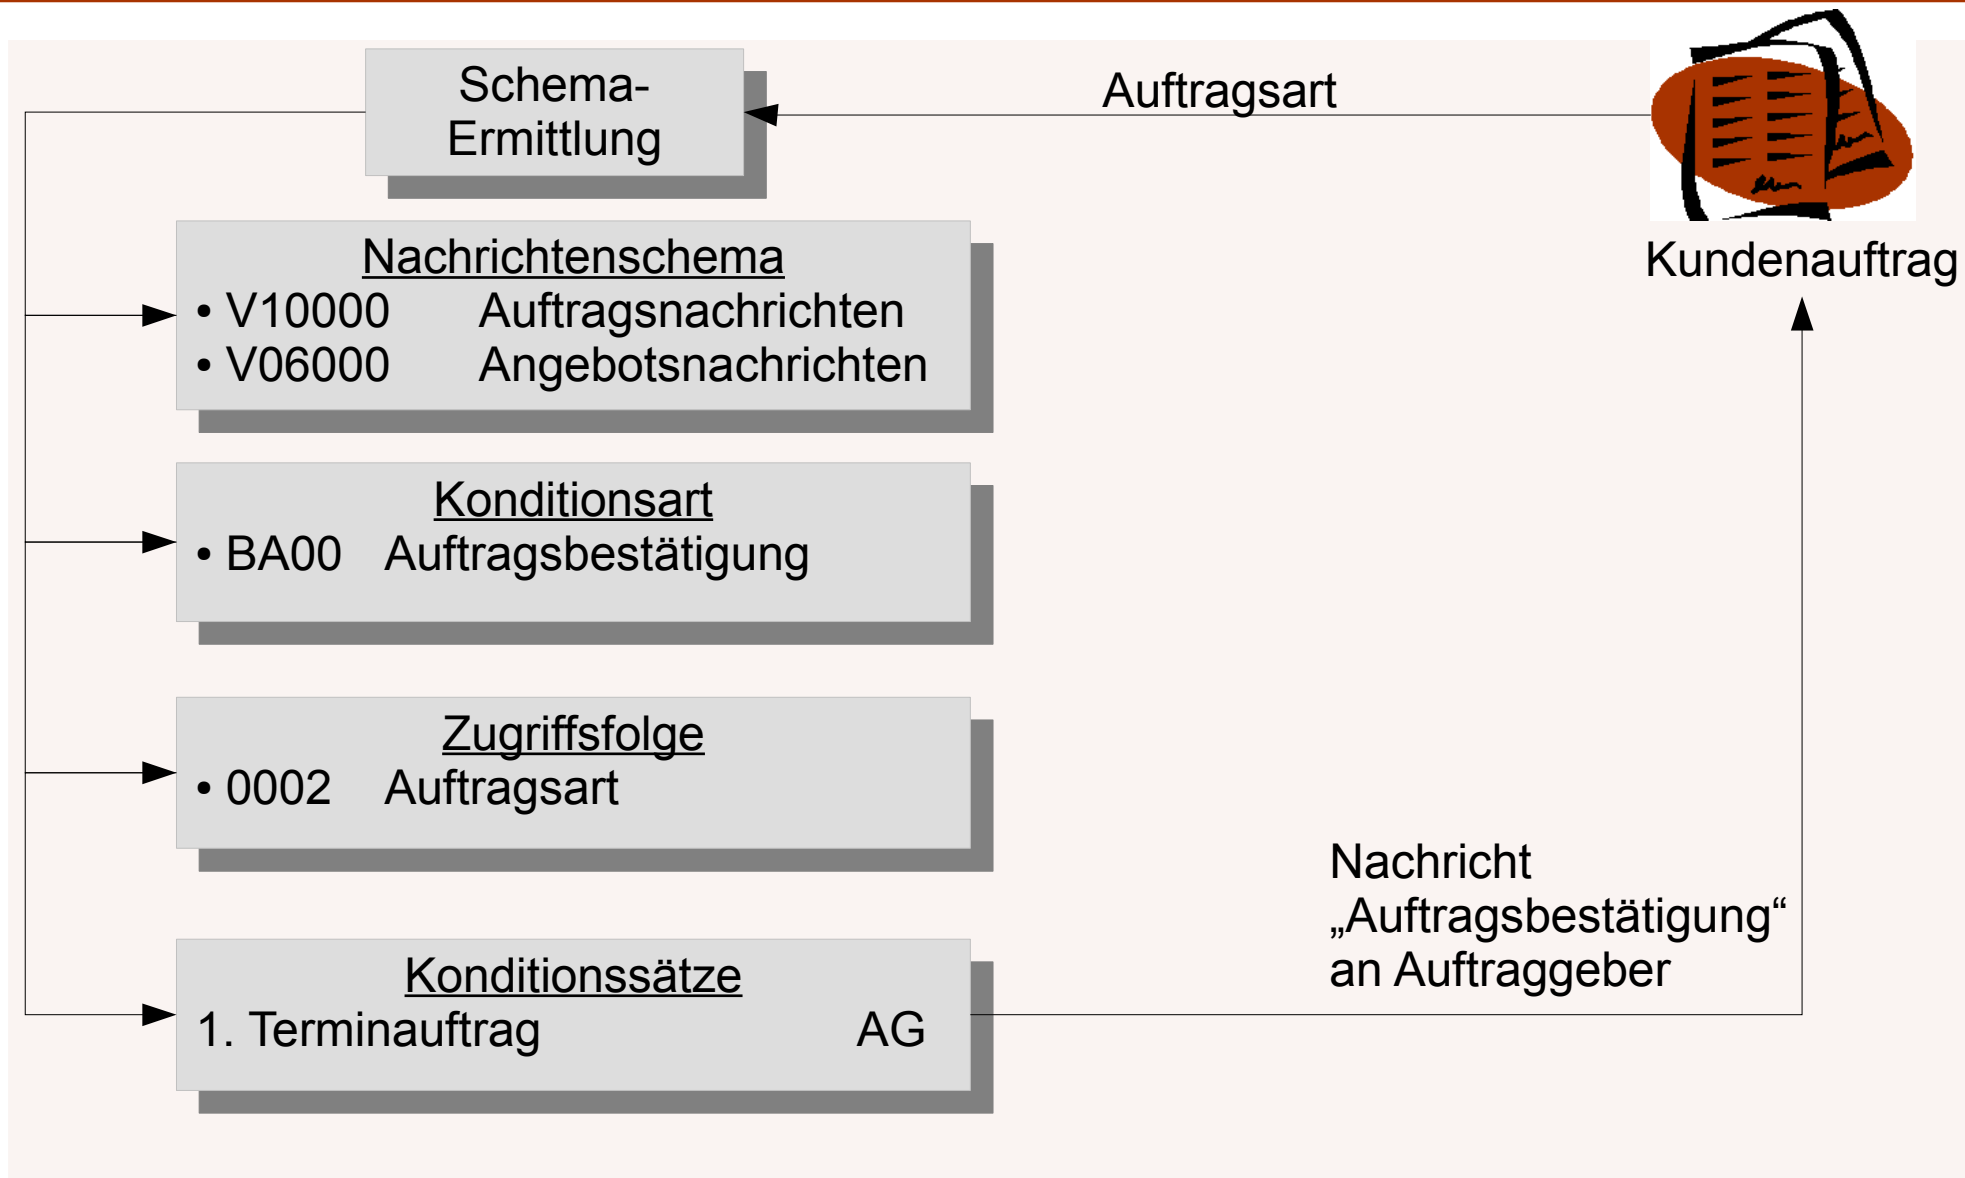 Schema-
Ermittlung
Auftragsart
Kundenauftrag
Nachrichtenschema
• V10000 Auftragsnachrichten
• V06000 Angebotsnachrichten
Konditionsart
• BA00 Auftragsbestätigung
Zugriffsfolge
• 0002 Auftragsart
Konditionssätze
1. Terminauftrag AG
Nachricht
„Auftragsbestätigung“
an Auftraggeber